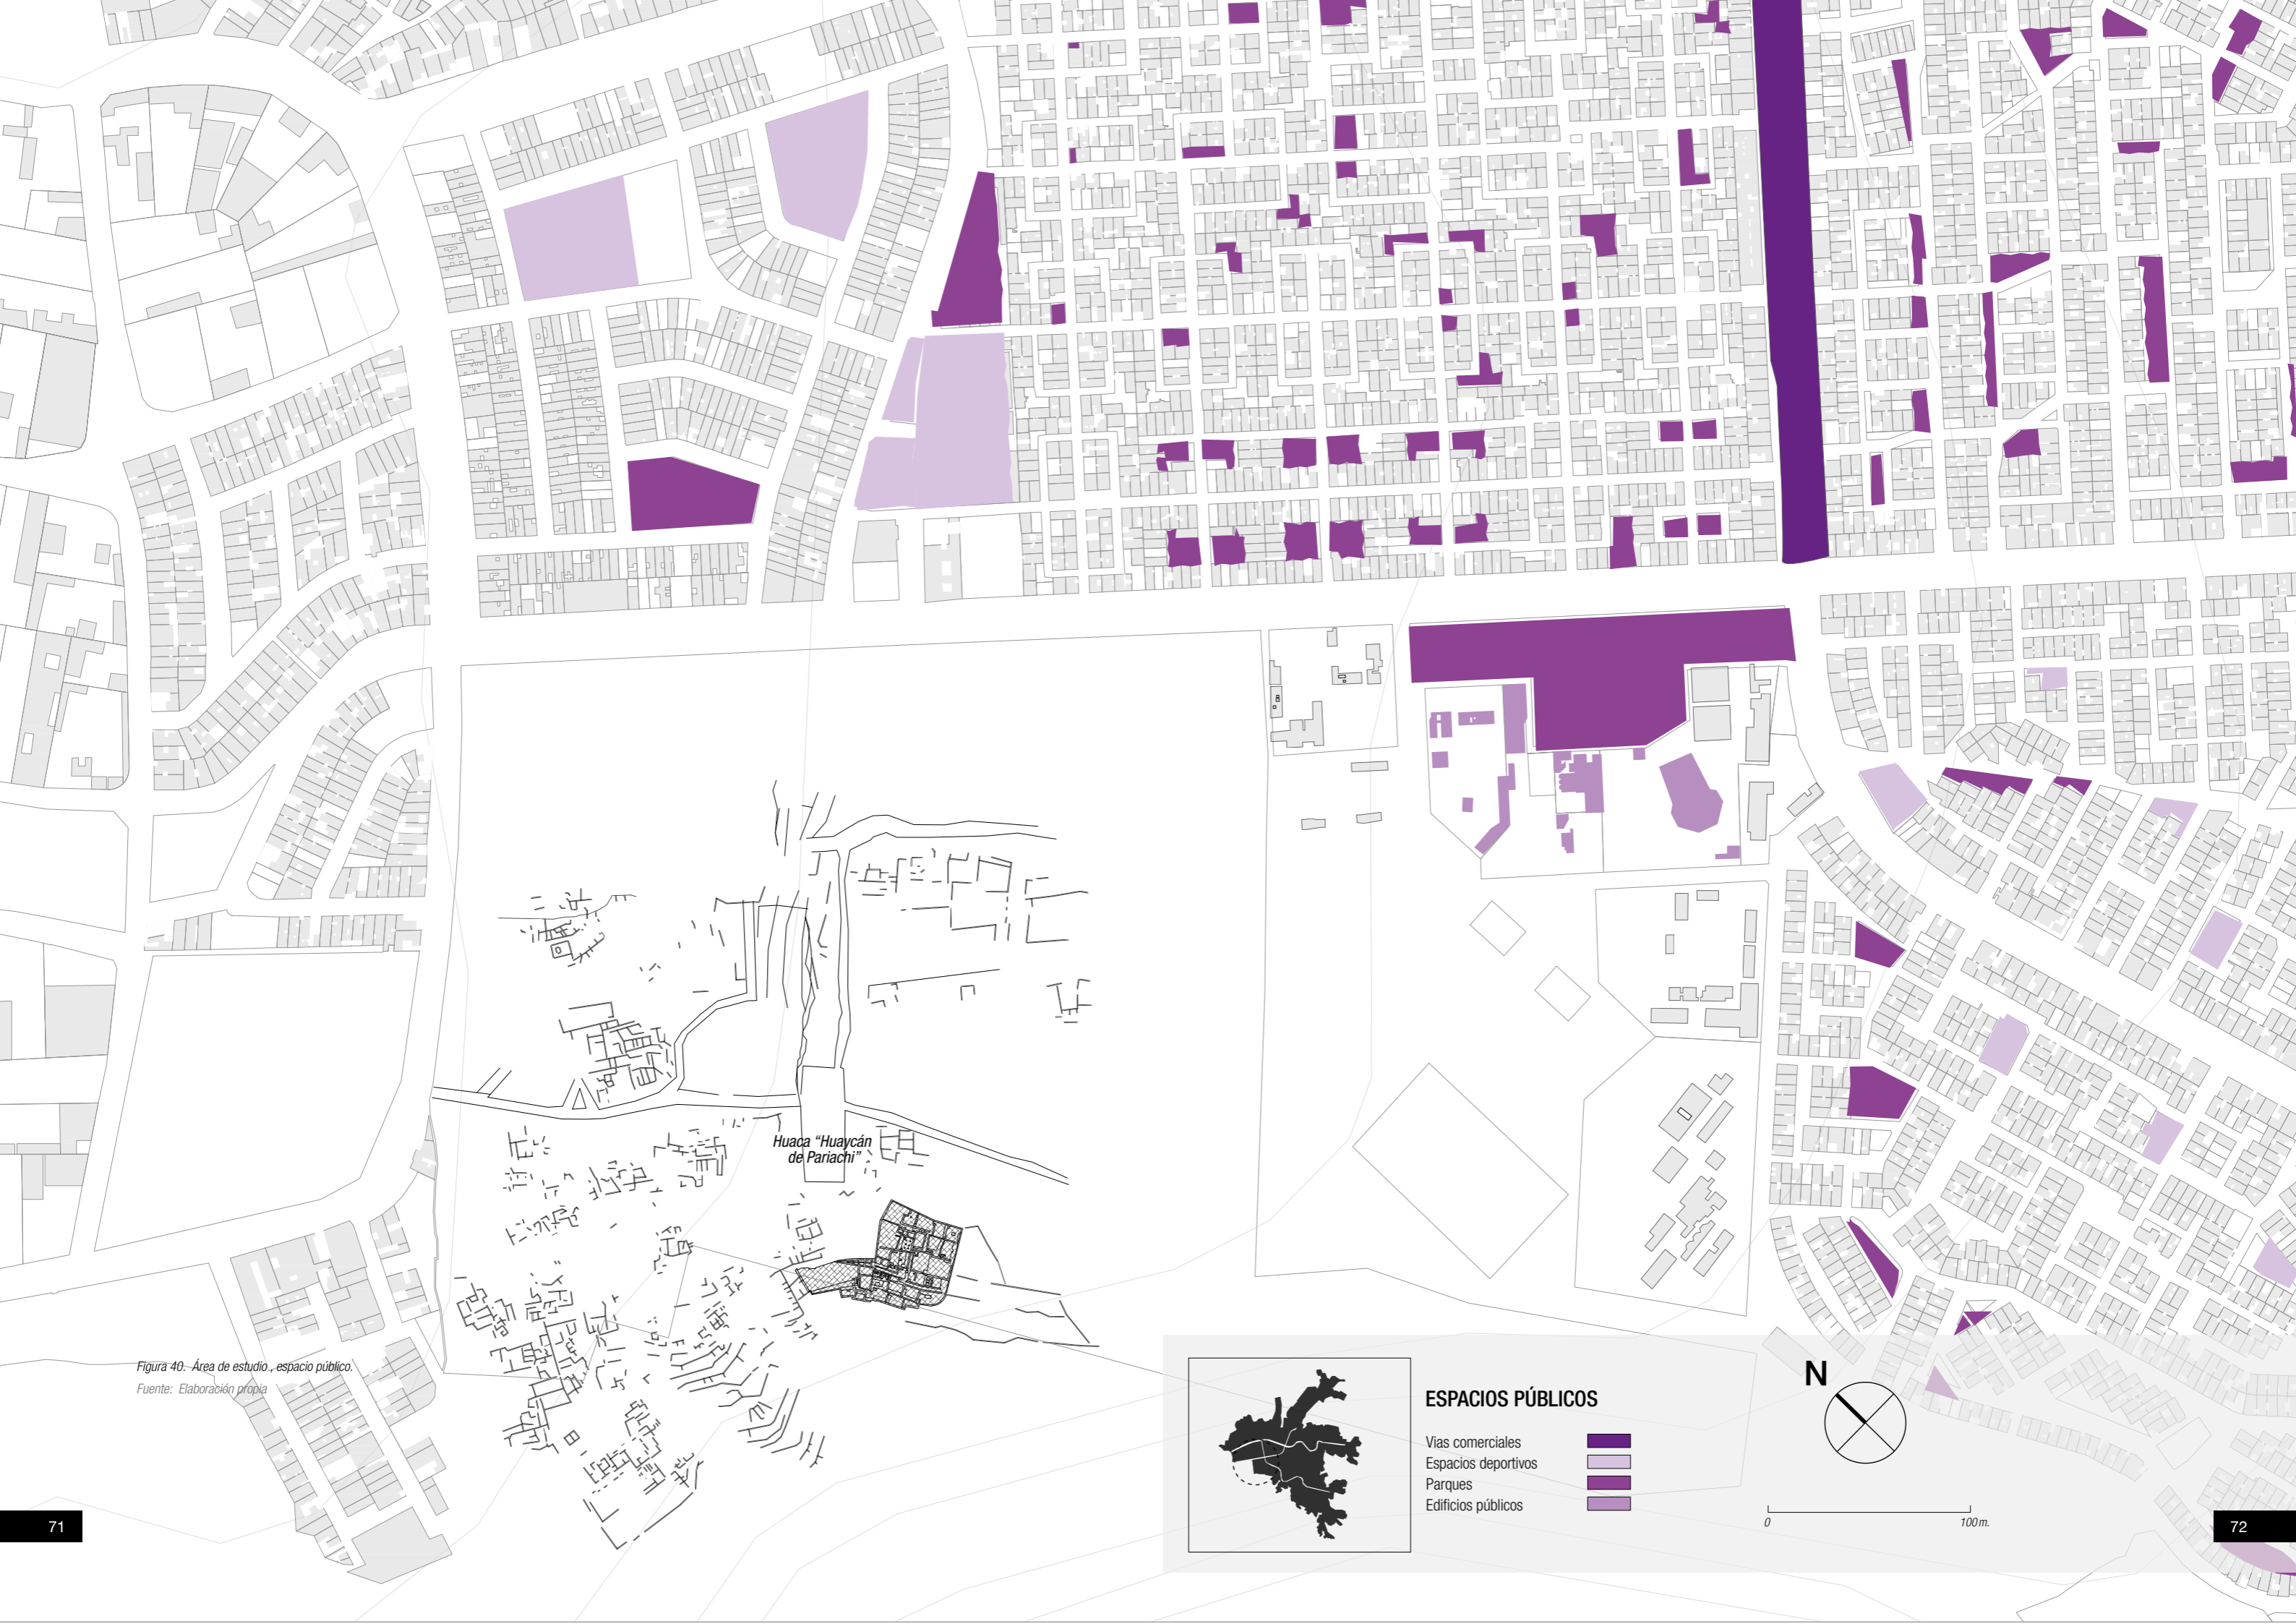 Huaca “Huaycán
de Pariachi”
Figura 40. Área de estudio , espacio público.
Fuente: Elaboración propia
ESPACIOS PÚBLICOS
Vias comerciales
Espacios deportivos
Parques
Edificios públicos
N
0
100 m.
71
72